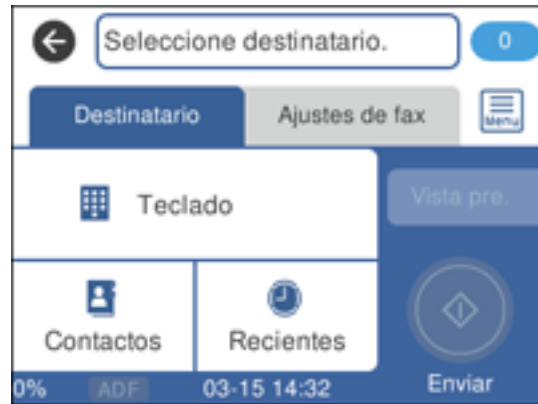 Seleccione destinatario.
0
Destinatario
Ajustes de fax
Menu
Teclado
Vista pre.
Contactos
Recientes
0%
ADF
03-15 14:32
Enviar